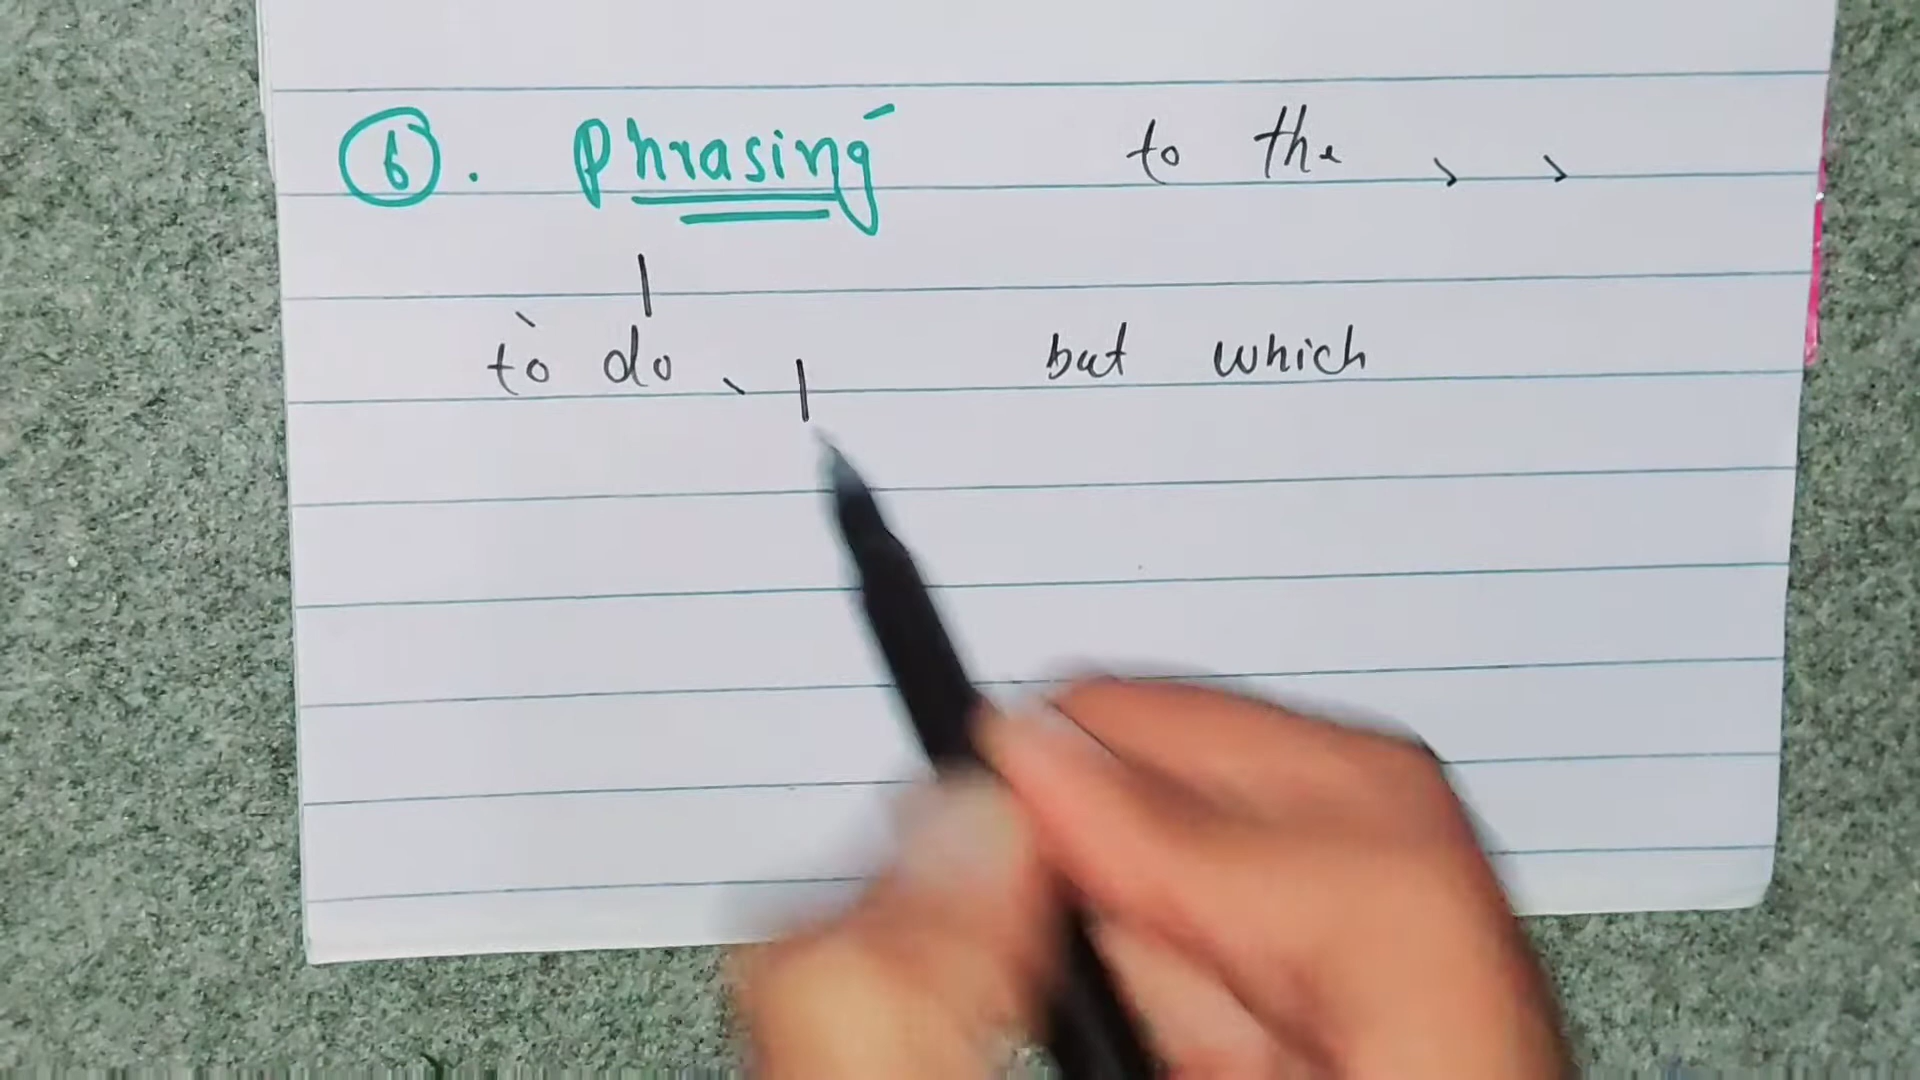 6. Phrasing to the
to do but which